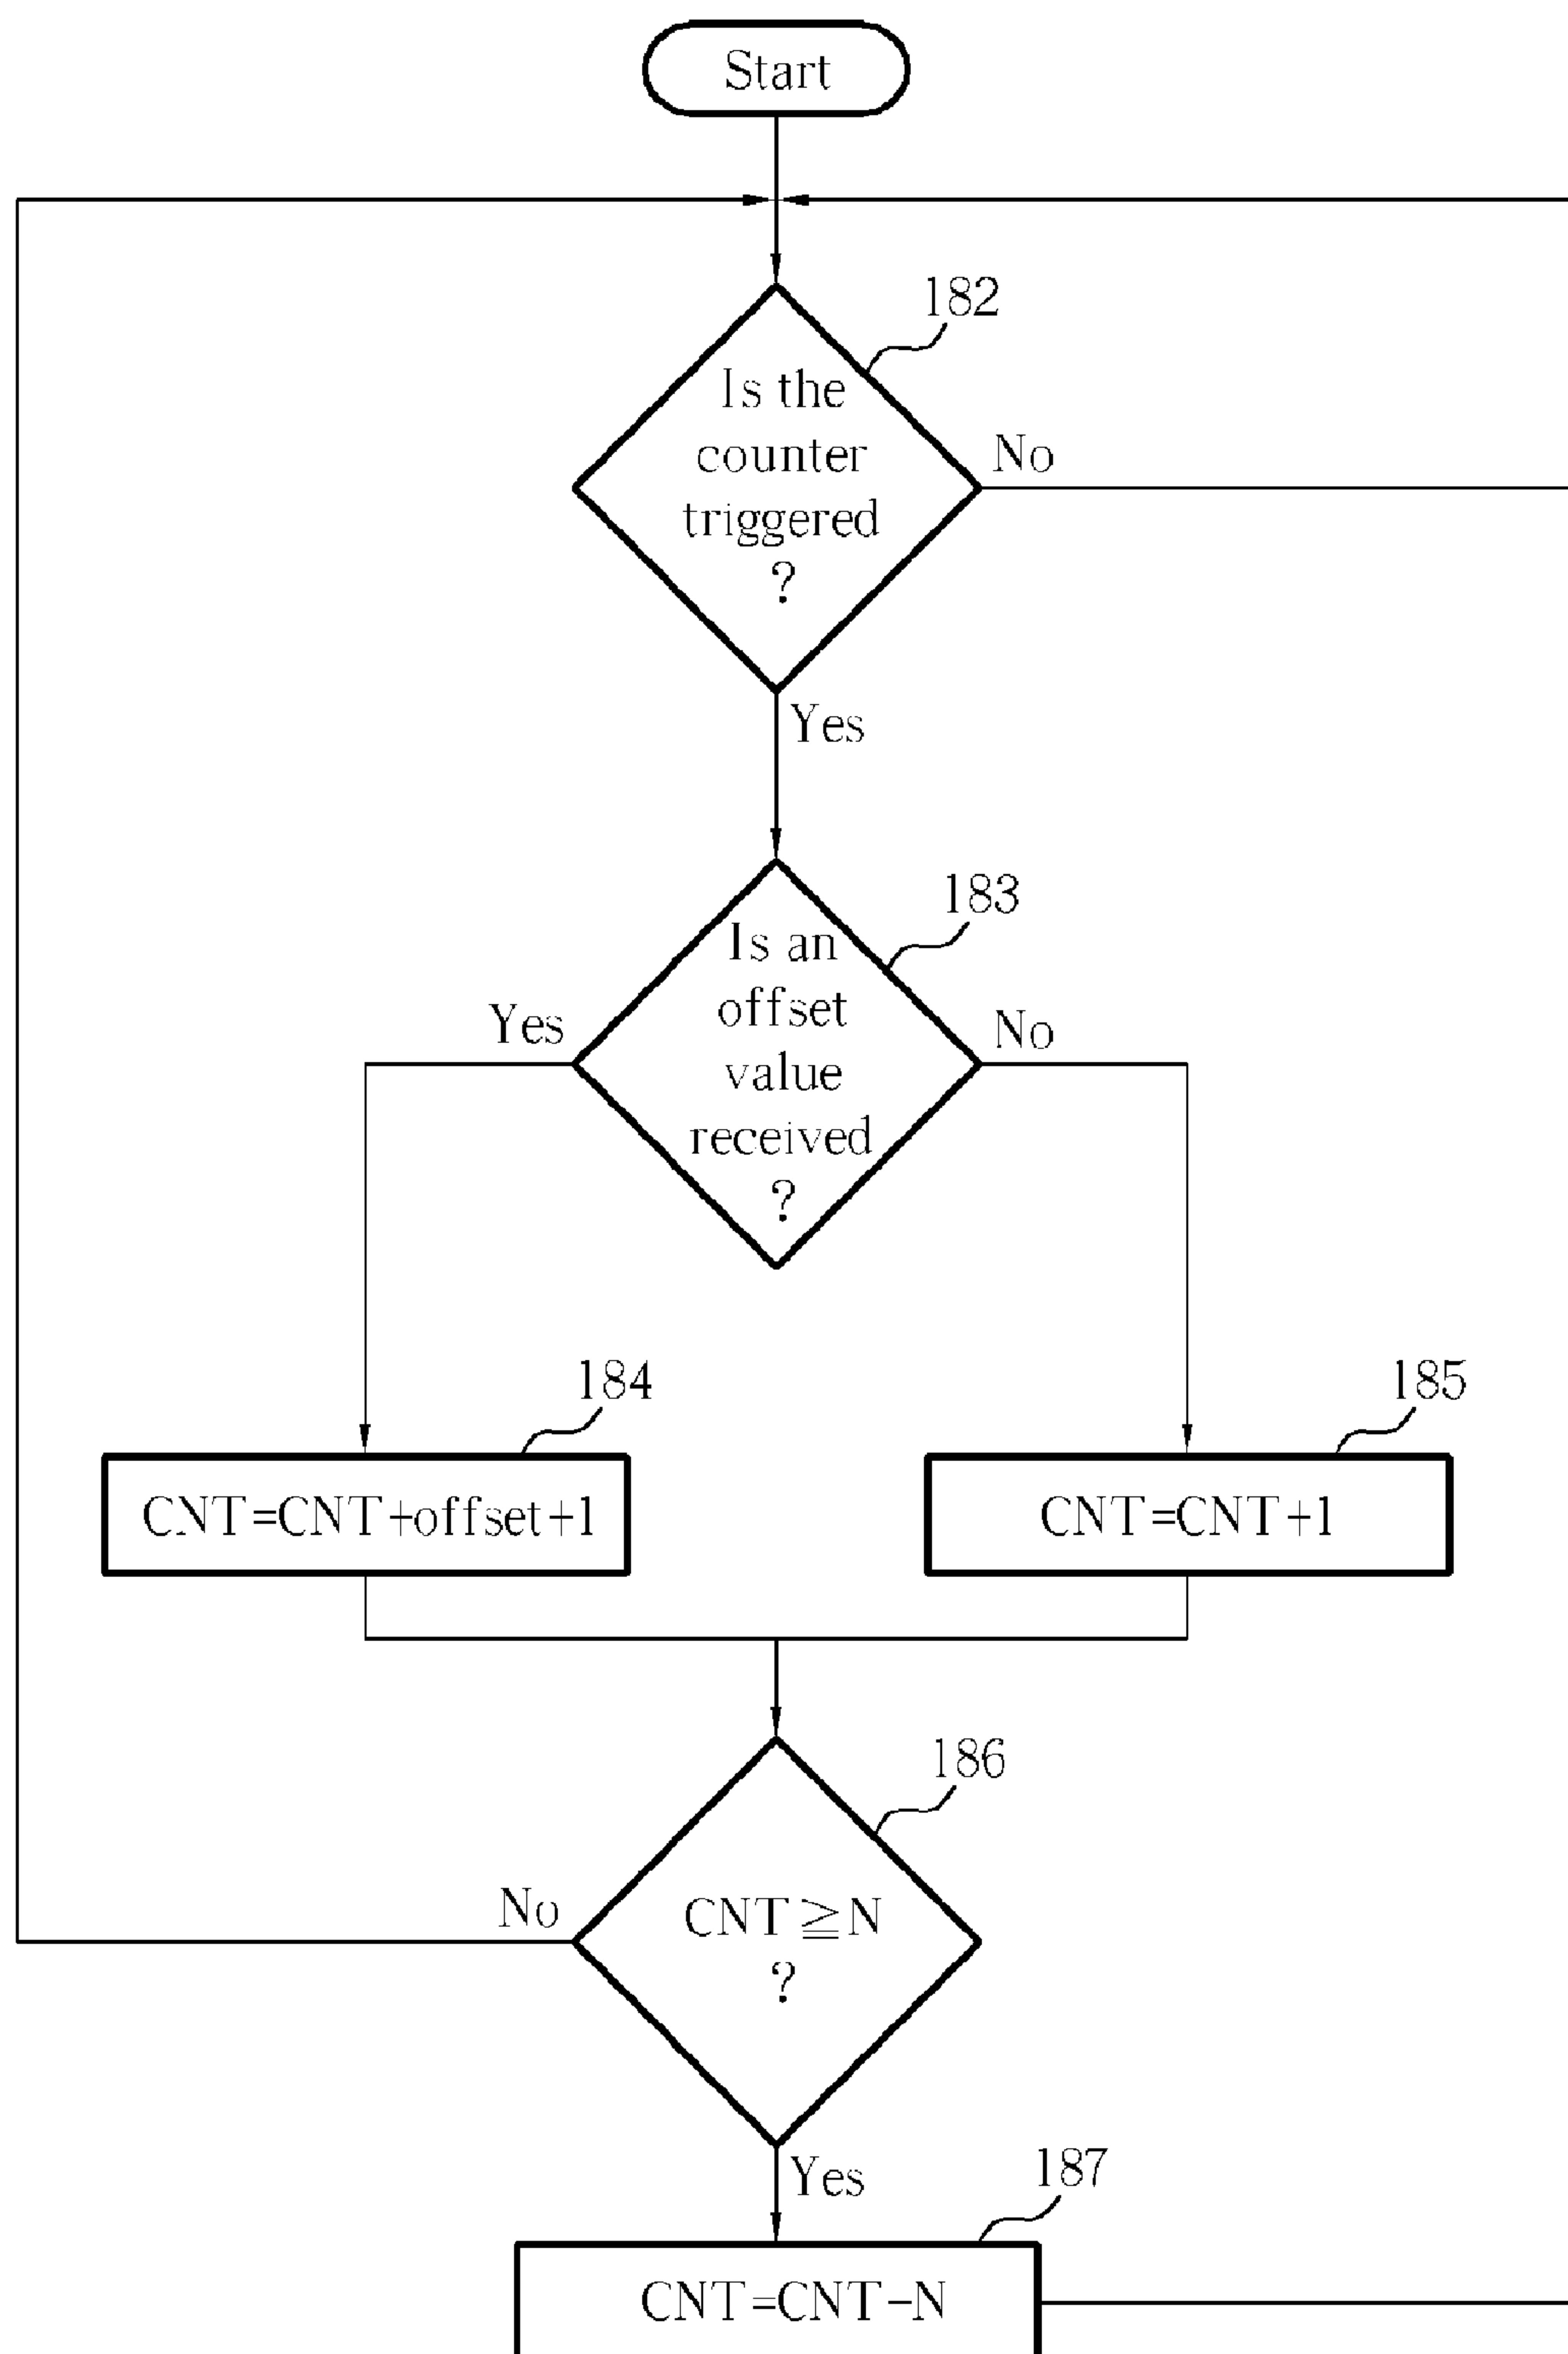 Start
182
Is the
counter
triggered
?
No
Yes
183
Is an
offset
value
received
?
Yes
No
184
185
CNT=CNT+offset+1
CNT=CNT+1
186
CNT≧N
?
No
Yes
187
CNT=CNT-N